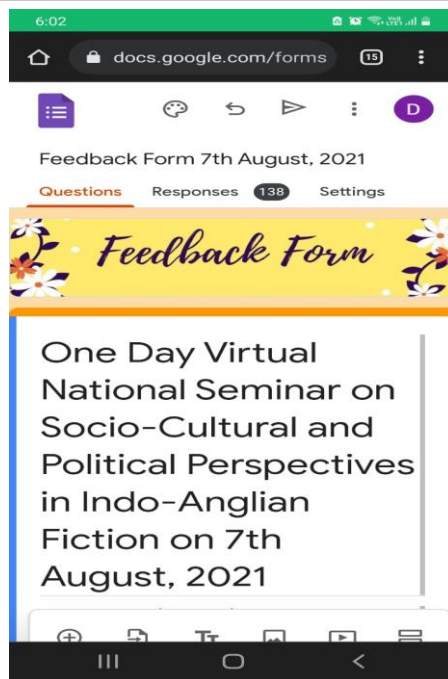 6:02
docs.google.com/forms
15
D
Feedback Form 7th August, 2021
Questions Responses 138 Settings
Feedback Form
One Day Virtual
National Seminar on
Socio-Cultural and
Political Perspectives
in Indo-Anglian
Fiction on 7th
August, 2021
Tt